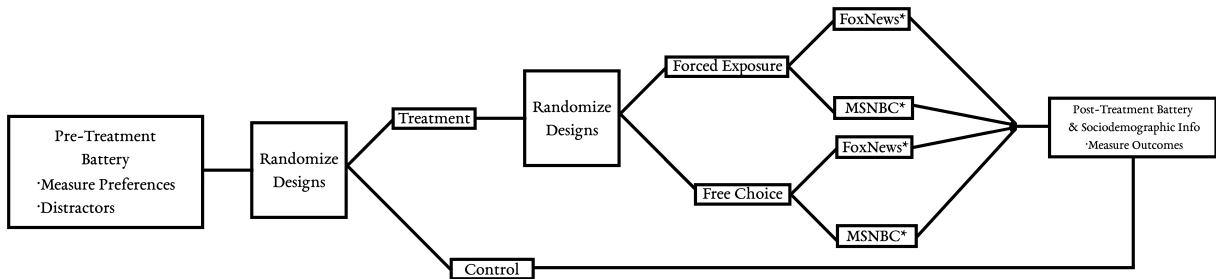 Pre-Treatment
Battery
·Measure Preferences
·Distractors
Randomize
Designs
Treatment
Control
Randomize
Designs
Forced Exposure
Free Choice
FoxNews*
MSNBC*
FoxNews*
MSNBC*
Post-Treatment Battery
& Sociodemographic Info
·Measure Outcomes